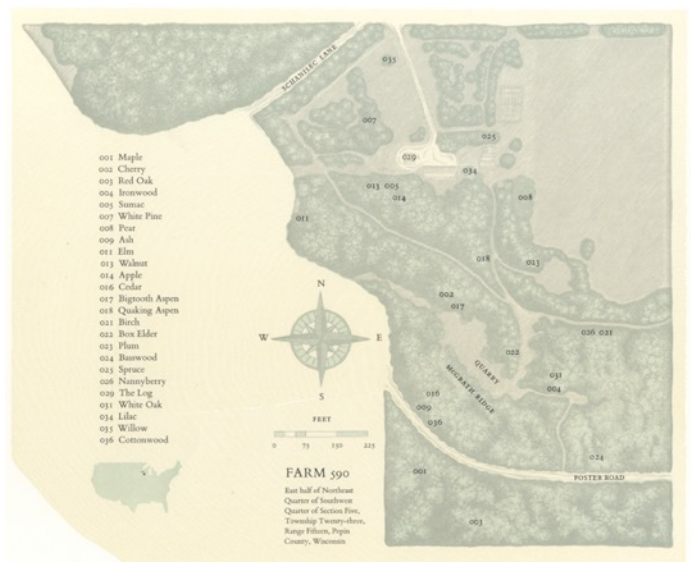 SCHANILEC LANE
035
007
025
029
034
013 005
014
008
011
018
023
002
017
026 021
022
QUARRY
031
MCGRATH RIDGE
004
016
009
036
024
001
POSTER ROAD
003
001 Maple
002 Cherry
003 Red Oak
004 Ironwood
005 Sumac
007 White Pine
008 Pear
009 Ash
011 Elm
013 Walnut
014 Apple
016 Cedar
017 Bigtooth Aspen
018 Quaking Aspen
021 Birch
022 Box Elder
023 Plum
024 Basswood
025 Spruce
026 Nannyberry
029 The Log
031 White Oak
034 Lilac
035 Willow
036 Cottonwood
N
W E
S
FEET
0 75 150 225
FARM 590
East half of Northeast
Quarter of Southwest
Quarter of Section Five,
Township Twenty-three,
Range Fifteen, Pepin
County, Wisconsin